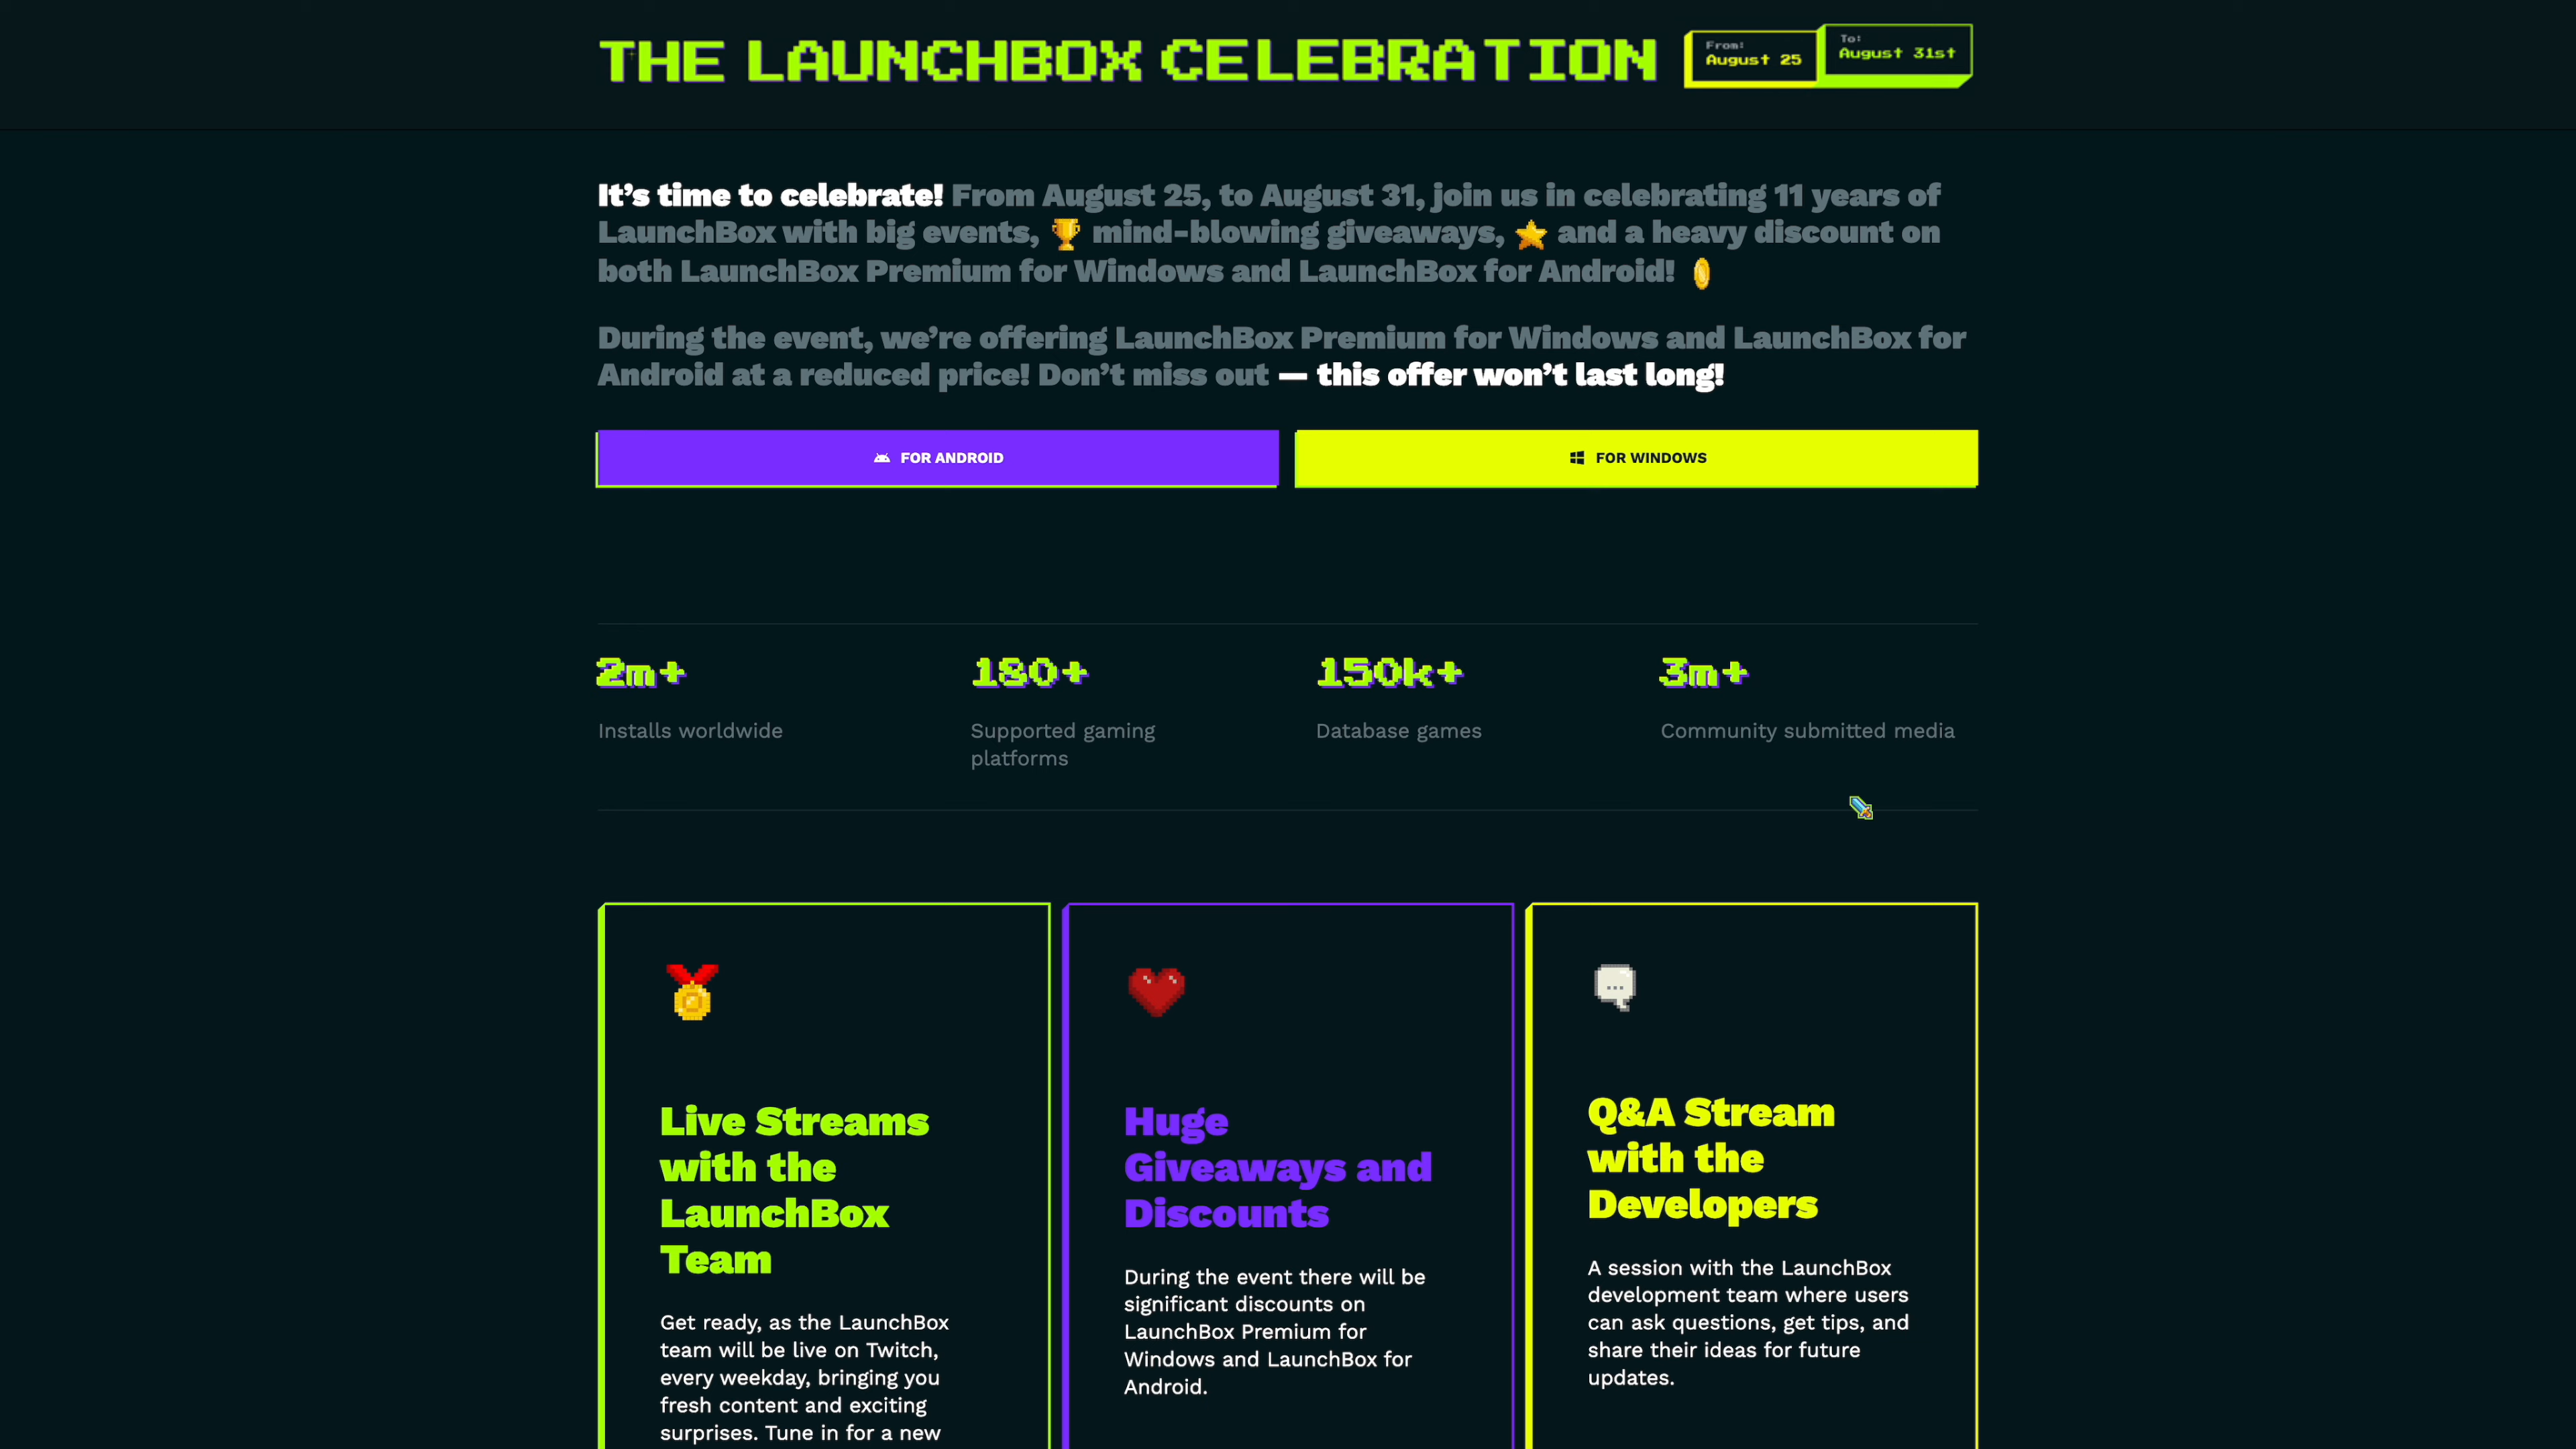 THE LAUNCHBOX CELEBRATION
From:
August 25
To:
August 31st
It’s time to celebrate! From August 25, to August 31, join us in celebrating 11 years of
LaunchBox with big events, mind-blowing giveaways, and a heavy discount on
both LaunchBox Premium for Windows and LaunchBox for Android!
During the event, we’re offering LaunchBox Premium for Windows and LaunchBox for
Android at a reduced price! Don’t miss out — this offer won’t last long!
FOR ANDROID
FOR WINDOWS
2m+
Installs worldwide
180+
Supported gaming
platforms
150k+
Database games
3m+
Community submitted media
Live Streams
with the
LaunchBox
Team
Get ready, as the LaunchBox
team will be live on Twitch,
every weekday, bringing you
fresh content and exciting
surprises. Tune in for a new
Huge
Giveaways and
Discounts
During the event there will be
significant discounts on
LaunchBox Premium for
Windows and LaunchBox for
Android.
Q&A Stream
with the
Developers
A session with the LaunchBox
development team where users
can ask questions, get tips, and
share their ideas for future
updates.